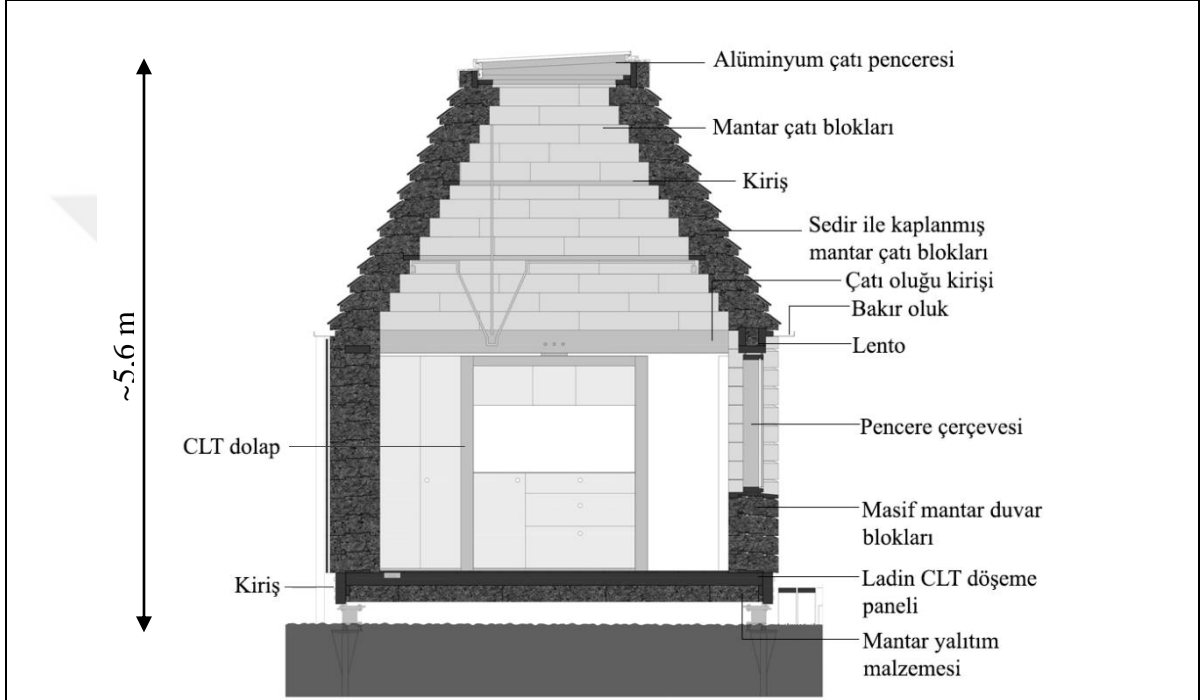 Alüminyum çatı penceresi
Mantar çatı blokları
Kiriş
Sedir ile kaplanmış
mantar çatı blokları
Çatı oluğu kirişi
Bakır oluk
Lento
~5.6 m
Pencere çerçevesi
CLT dolap
Masif mantar duvar
blokları
Kiriş
Ladin CLT döşeme
paneli
Mantar yalıtım
malzemesi